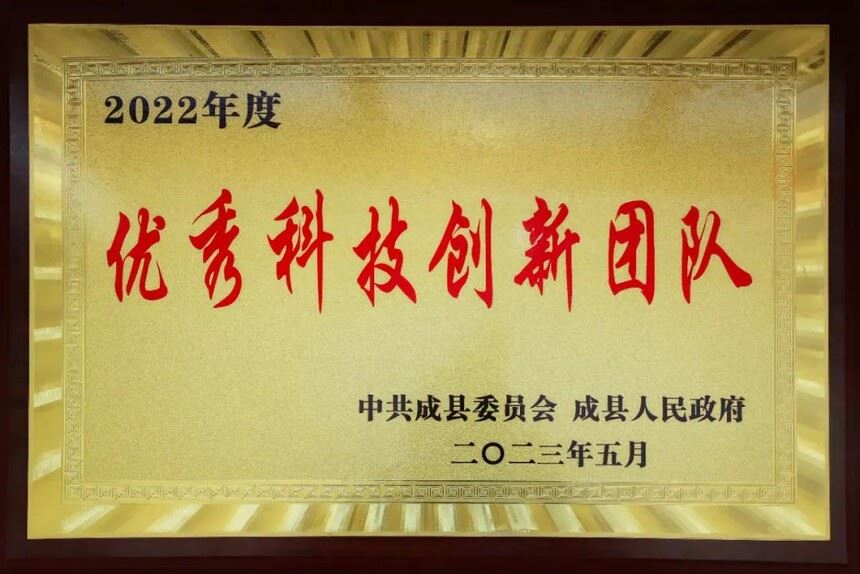 2022年度
优秀科技创新团队
中共成县委员会 成县人民政府
二〇二三年五月